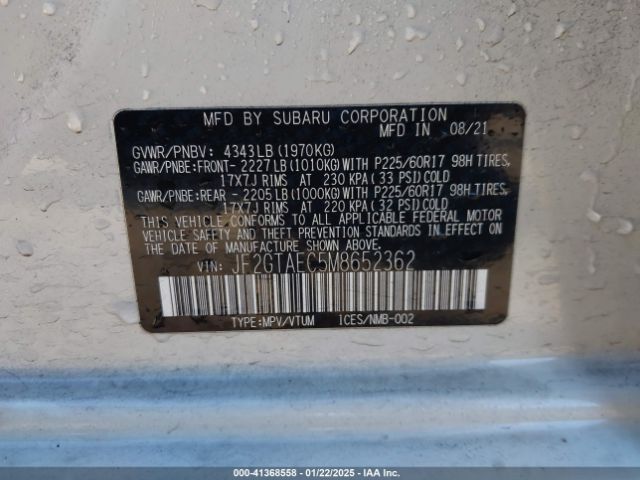 MFD BY SUBARU CORPORATION
MFD IN 08/21
GVWR/PNBV: 4343LB (1970KG)
GAWR/PNBE:FRONT- 2227LB (1010KG) WITH P225/60R17 98H TIRES,
17X7J RIMS AT 230 KPA (33 PSI) COLD
GAWR/PNBE:REAR - 2205LB (1000KG) WITH P225/60R17 98H TIRES,
17X7J RIMS AT 220 KPA (32 PSI) COLD
THIS VEHICLE CONFORMS TO ALL APPLICABLE FEDERAL MOTOR
VEHICLE SAFETY AND THEFT PREVENTION STANDARDS IN EFFECT
ON THE DATE OF MANUFACTURE SHOWN ABOVE.
VIN: JF2GTAEC5M8652362
TYPE:MPV/VTUM ICES/NMB-002
000-41368558 - 01/22/2025 - IAA Inc.